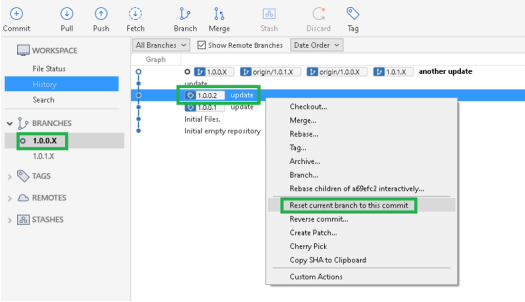 Commit Pull Push Fetch Branch Merge Stash Discard Tag
All Branches Show Remote Branches Date Order
WORKSPACE
File Status
History
Search
BRANCHES
1.0.0.X
1.0.1.X
TAGS
REMOTES
STASHES
Graph
1.0.0.X origin/1.0.1.X origin/1.0.0.X 1.0.1.X another update
update
1.0.0.2 update
1.0.0.1 update
Initial Files.
Initial empty repository
Checkout...
Merge...
Rebase...
Tag...
Archive...
Branch...
Rebase children of a69efc2 interactively...
Reset current branch to this commit
Reverse commit...
Create Patch...
Cherry Pick
Copy SHA to Clipboard
Custom Actions